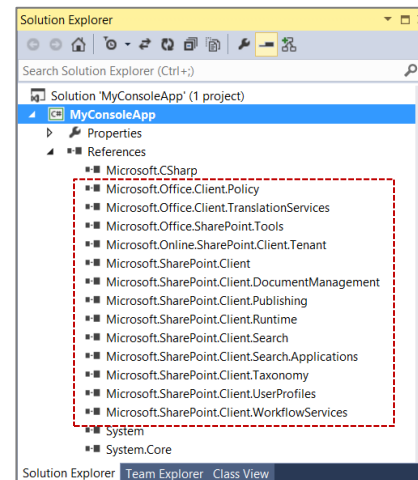 Solution Explorer
Search Solution Explorer (Ctrl+;)
Solution 'MyConsoleApp' (1 project)
C# MyConsoleApp
Properties
References
Microsoft.CSharp
Microsoft.Office.Client.Policy
Microsoft.Office.Client.TranslationServices
Microsoft.Office.SharePoint.Tools
Microsoft.Online.SharePoint.Client.Tenant
Microsoft.SharePoint.Client
Microsoft.SharePoint.Client.DocumentManagement
Microsoft.SharePoint.Client.Publishing
Microsoft.SharePoint.Client.Runtime
Microsoft.SharePoint.Client.Search
Microsoft.SharePoint.Client.Search.Applications
Microsoft.SharePoint.Client.Taxonomy
Microsoft.SharePoint.Client.UserProfiles
Microsoft.SharePoint.Client.WorkflowServices
System
System.Core
Solution Explorer Team Explorer Class View